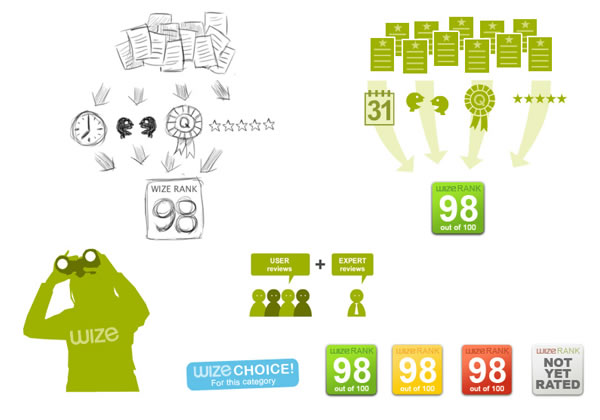 Q
WIZE RANK
98
31
Q
wize RANK
98
out of 100
USER
reviews
+
EXPERT
reviews
wize
wize CHOICE!
For this category
wize RANK
98
out of 100
wize RANK
98
out of 100
wize RANK
98
out of 100
wize RANK
NOT
YET
RATED